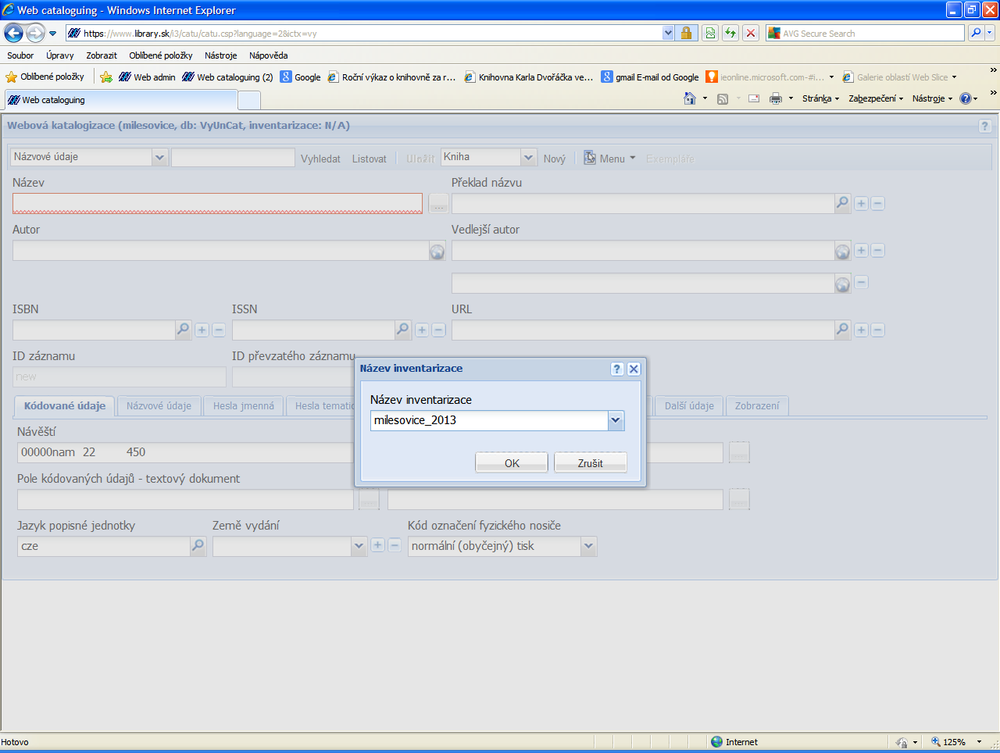 Web cataloguing - Windows Internet Explorer
https://www.library.sk/i3/catu/catu.csp?language=2&ictx=vy
AVG Secure Search
Soubor Úpravy Zobrazit Oblíbené položky Nástroje Nápověda
Oblíbené položky Web admin Web cataloguing (2) Google Roční výkaz o knihovně za r... Knihovna Karla Dvořáčka ve... gmail E-mail od Google ieonline.microsoft.com-#i... Galerie oblastí Web Slice
Web cataloguing Stránka Zabezpečení Nástroje
Webová katalogizace (milesovice, db: VyUnCat, inventarizace: N/A)
Názvové údaje Vyhledat Listovat Uložit Kniha Nový Menu Exempláře
Název Překlad názvu
...
Autor Vedlejší autor
ISBN ISSN URL
ID záznamu ID převzatého záznamu
new
Název inventarizace
Název inventarizace
milesovice_2013
OK Zrušit
Kódované údaje Názvové údaje Hesla jmenná Hesla tematic Další údaje Zobrazení
Návěští
00000nam 22 450
Pole kódovaných údajů - textový dokument
Jazyk popisné jednotky Země vydání Kód označení fyzického nosiče
cze normální (obyčejný) tisk
Hotovo Internet 125%